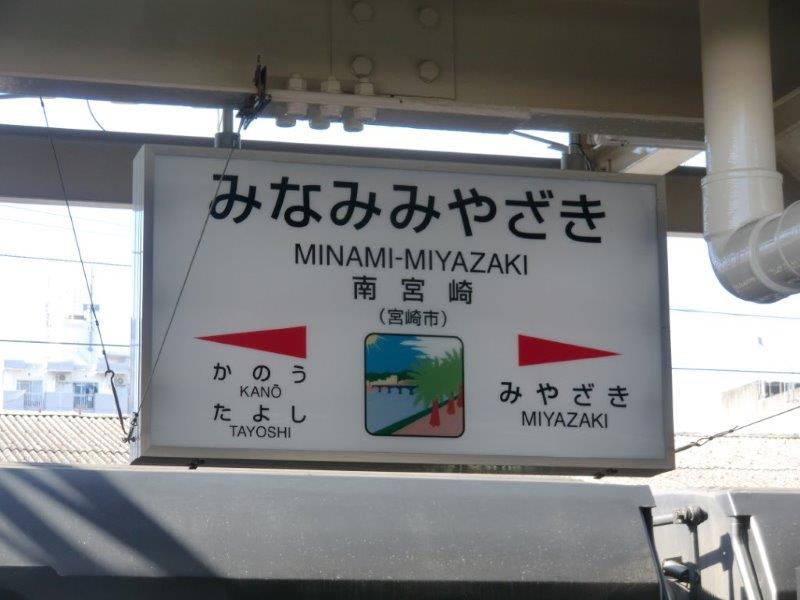 みなみみやざき
MINAMI-MIYAZAKI
南宮崎
(宮崎市)
かのう
KANŌ
たよし
TAYOSHI
みやざき
MIYAZAKI